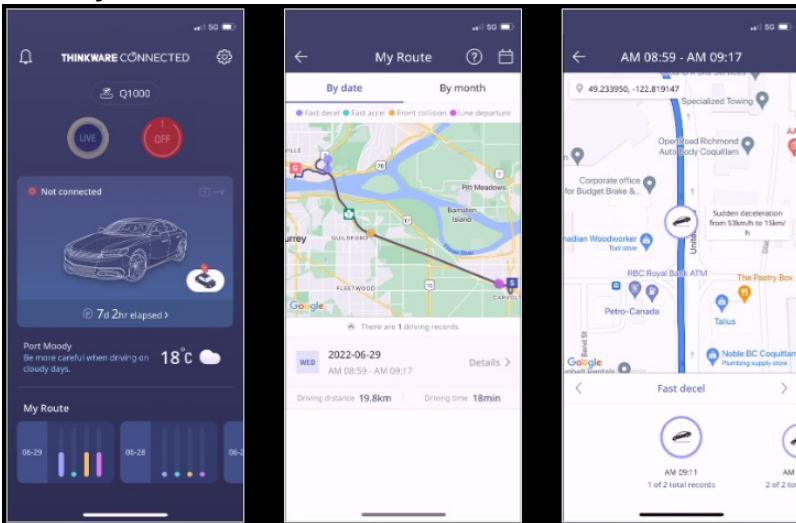 5G
THINKWARE CONNECTED
Q1000
LIVE
OFF
Not connected
7d 2hr elapsed >
Port Moody
Be more careful when driving on
cloudy days.
18°C
My Route
06-29
06-28
5G
My Route
By date
By month
Fast decel
Fast accel
Front collision
Line departure
Pitt Meadows
Barnston
Island
GUILDFORD
FLEETWOOD
Google
There are 1 driving records.
WED
2022-06-29
AM 08:59 - AM 09:17
Details >
Driving distance 19.8km
Driving time 18min
5G
AM 08:59 - AM 09:17
49.233950, -122.819147
Specialized Towing
OpenRoad Richmond
Auto Body Coquitlam
Corporate office
for Budget Brake &..
Sudden deceleration
from 53km/h to 15km/
h
nadian Woodworker
Tool store
RBC Royal Bank ATM
The Pastry Box
Petro-Canada
Talius
Bend St
Noble BC Coquitlam
Plumbing supply store
Google
Fast decel
AM 09:11
1 of 2 total records
AM
2 of 2 tot